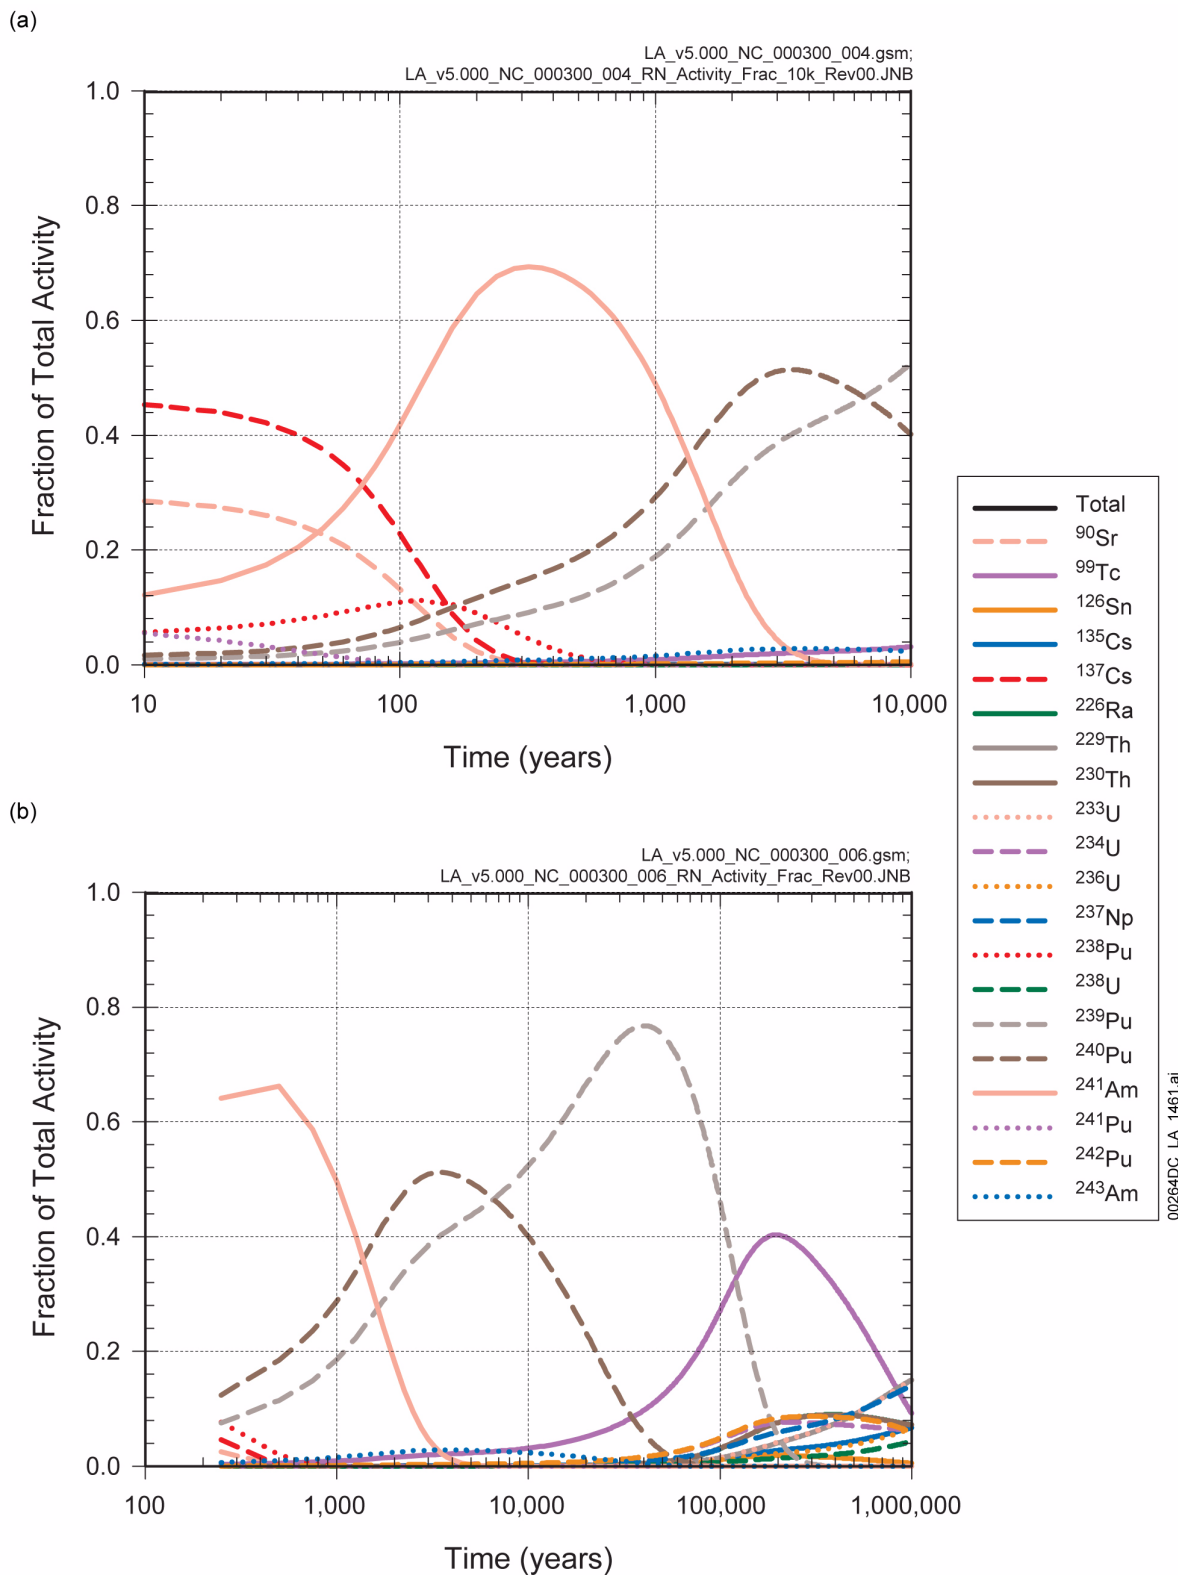 (a)
LA_v5.000_NC_000300_004.gsm;
LA_v5.000_NC_000300_004_RN_Activity_Frac_10k_Rev00.JNB
1.0
0.8
0.6
0.4
0.2
0.0
Fraction of Total Activity
10
100
1,000
10,000
Time (years)
(b)
LA_v5.000_NC_000300_006.gsm;
LA_v5.000_NC_000300_006_RN_Activity_Frac_Rev00.JNB
1.0
0.8
0.6
0.4
0.2
0.0
Fraction of Total Activity
100
1,000
10,000
100,000
1,000,000
Time (years)
Total
⁹⁰Sr
⁹⁹Tc
¹²⁶Sn
¹³⁵Cs
¹³⁷Cs
²²⁶Ra
²²⁹Th
²³⁰Th
²³³U
²³⁴U
²³⁶U
²³⁷Np
²³⁸Pu
²³⁸U
²³⁹Pu
²⁴⁰Pu
²⁴¹Am
²⁴¹Pu
²⁴²Pu
²⁴³Am
00264DC_LA_1461.ai